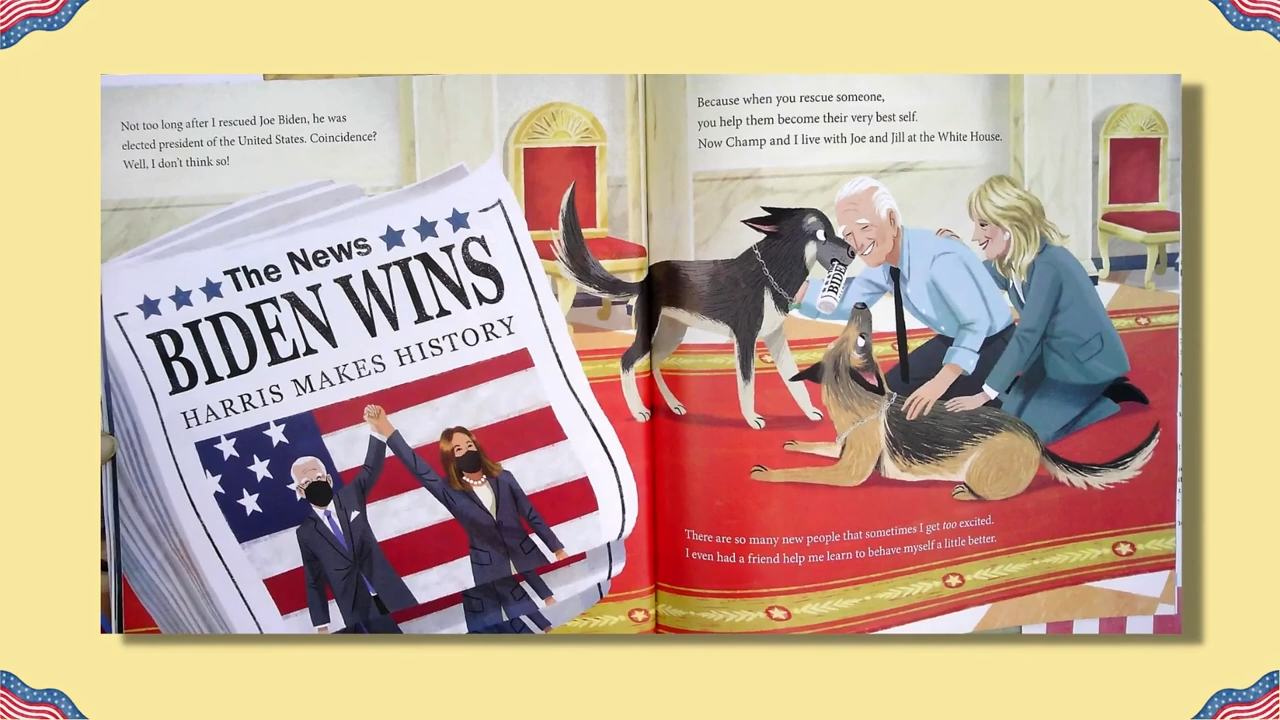 Not too long after I rescued Joe Biden, he was
elected president of the United States. Coincidence?
Well, I don't think so!
The News
BIDEN WINS
HARRIS MAKES HISTORY
Because when you rescue someone,
you help them become their very best self.
Now Champ and I live with Joe and Jill at the White House.
BIDE
There are so many new people that sometimes I get too excited.
I even had a friend help me learn to behave myself a little better.